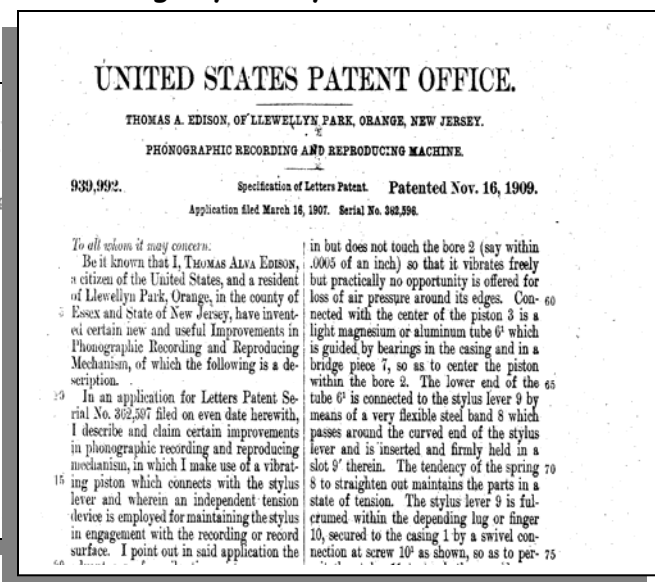 UNITED STATES PATENT OFFICE.
THOMAS A. EDISON, OF LLEWELLYN PARK, ORANGE, NEW JERSEY.
PHONOGRAPHIC RECORDING AND REPRODUCING MACHINE.
939,992.
Specification of Letters Patent.
Patented Nov. 16, 1909.
Application filed March 16, 1907. Serial No. 362,596.
To all whom it may concern:
Be it known that I, THOMAS ALVA EDISON,
a citizen of the United States, and a resident
of Llewellyn Park, Orange, in the county of
5 Essex and State of New Jersey, have invent-
ed certain new and useful Improvements in
Phonographic Recording and Reproducing
Mechanism, of which the following is a de-
scription.
10 In an application for Letters Patent Se-
rial No. 362,597 filed on even date herewith,
I describe and claim certain improvements
in phonographic recording and reproducing
mechanism, in which I make use of a vibrat-
15 ing piston which connects with the stylus
lever and wherein an independent tension
device is employed for maintaining the stylus
in engagement with the recording or record
surface. I point out in said application the
in but does not touch the bore 2 (say within
.0005 of an inch) so that it vibrates freely
but practically no opportunity is offered for
loss of air pressure around its edges. Con- 60
nected with the center of the piston 3 is a
light magnesium or aluminum tube 6¹ which
is guided by bearings in the casing and in a
bridge piece 7, so as to center the piston
within the bore 2. The lower end of the 65
tube 6¹ is connected to the stylus lever 9 by
means of a very flexible steel band 8 which
passes around the curved end of the stylus
lever and is inserted and firmly held in a
slot 9′ therein. The tendency of the spring 70
8 to straighten out maintains the parts in a
state of tension. The stylus lever 9 is ful-
crumed within the depending lug or finger
10, secured to the casing 1 by a swivel con-
nection at screw 10¹ as shown, so as to per- 75